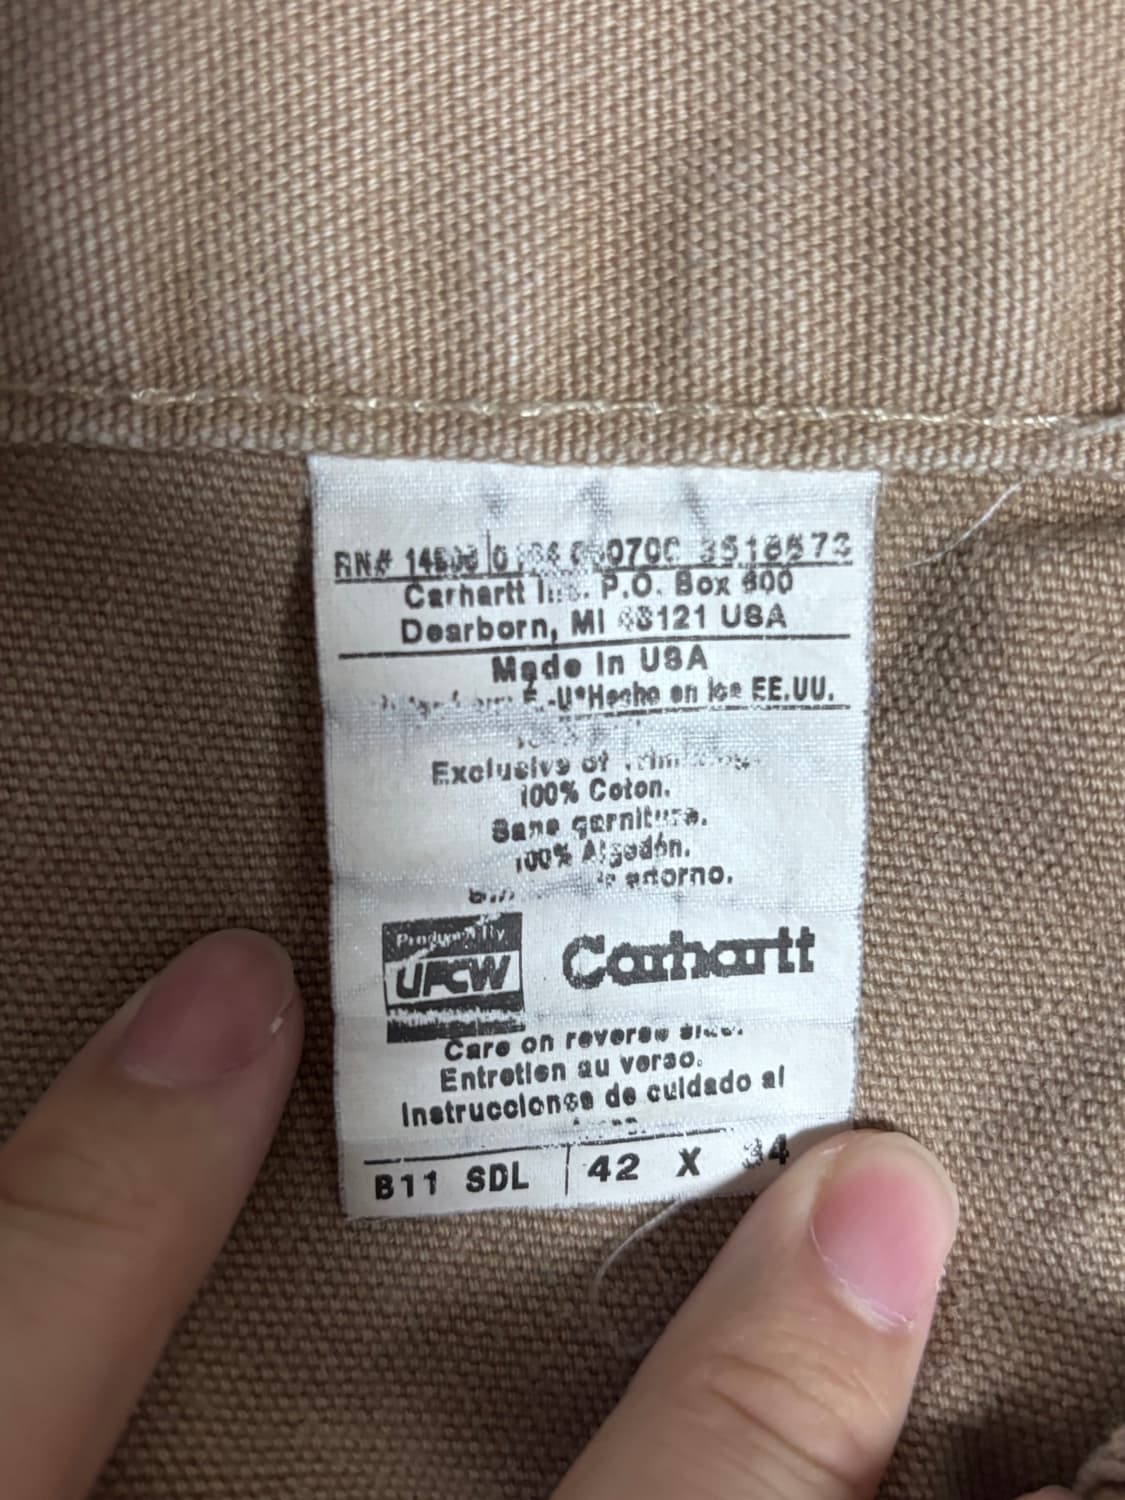 RN# 3518573
Carhartt P.O. Box
Dearborn, MI 48121 USA
Made in USA
Hecho en los EE.UU.
Exclusive of
100% Coton.
Sans garniture.
100% Algodón.
adorno.
UFCW
Carhartt
Care on reverse side.
Entretien au verso.
Instrucciones de cuidado al
B11 SDL 42 X 34